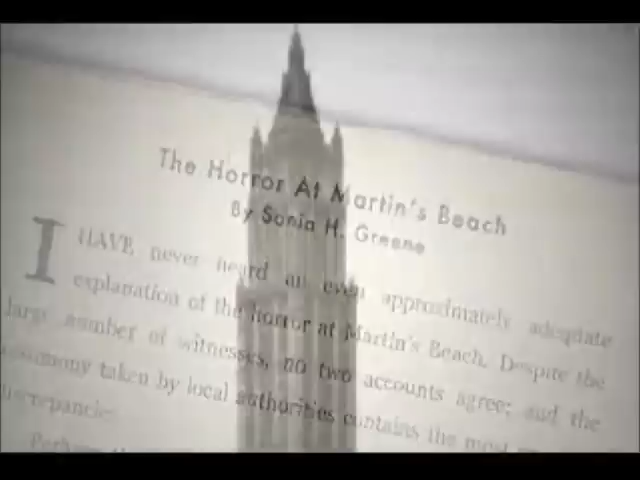 The Horror At Martin's Beach
By Sonia H. Greene
I HAVE never heard an even approximately adequate
explanation of the horror at Martin's Beach. Despite the
large number of witnesses, no two accounts agree; and the
testimony taken by local authorities contains the most
discrepancies
Perhaps